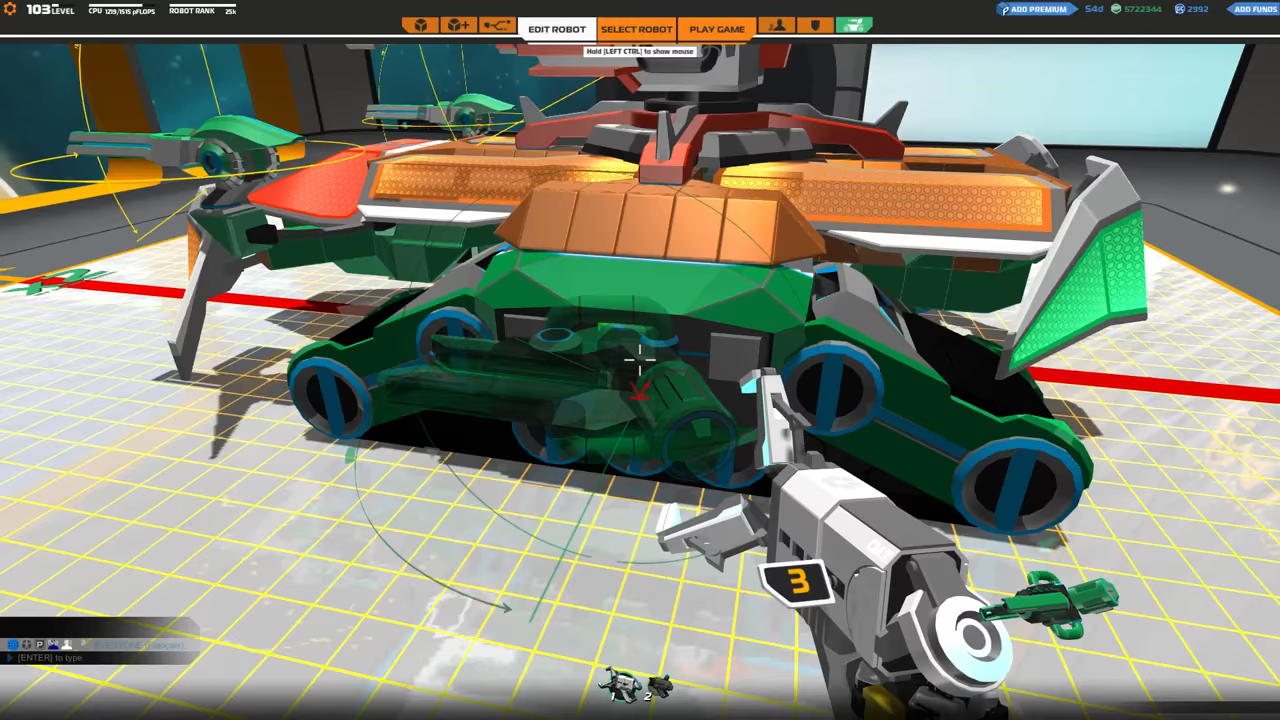 103 LEVEL
CPU 1219/1515 pFLOPS
ROBOT RANK 25k
EDIT ROBOT
SELECT ROBOT
PLAY GAME
ADD PREMIUM
54d
5722344
2992
ADD FUNDS
Hold [LEFT CTRL] to show mouse
3
[ENTER] to type
1
2